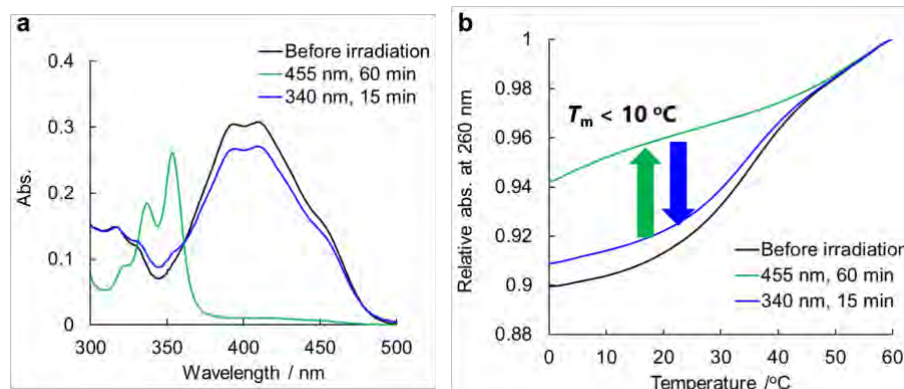 a
Before irradiation
455 nm, 60 min
340 nm, 15 min
0.4
0.3
0.2
0.1
0
Abs.
300 350 400 450 500
Wavelength / nm
b
1
0.98
0.96
0.94
0.92
0.9
0.88
Relative abs. at 260 nm
Tm < 10 °C
Before irradiation
455 nm, 60 min
340 nm, 15 min
0 10 20 30 40 50 60
Temperature /°C